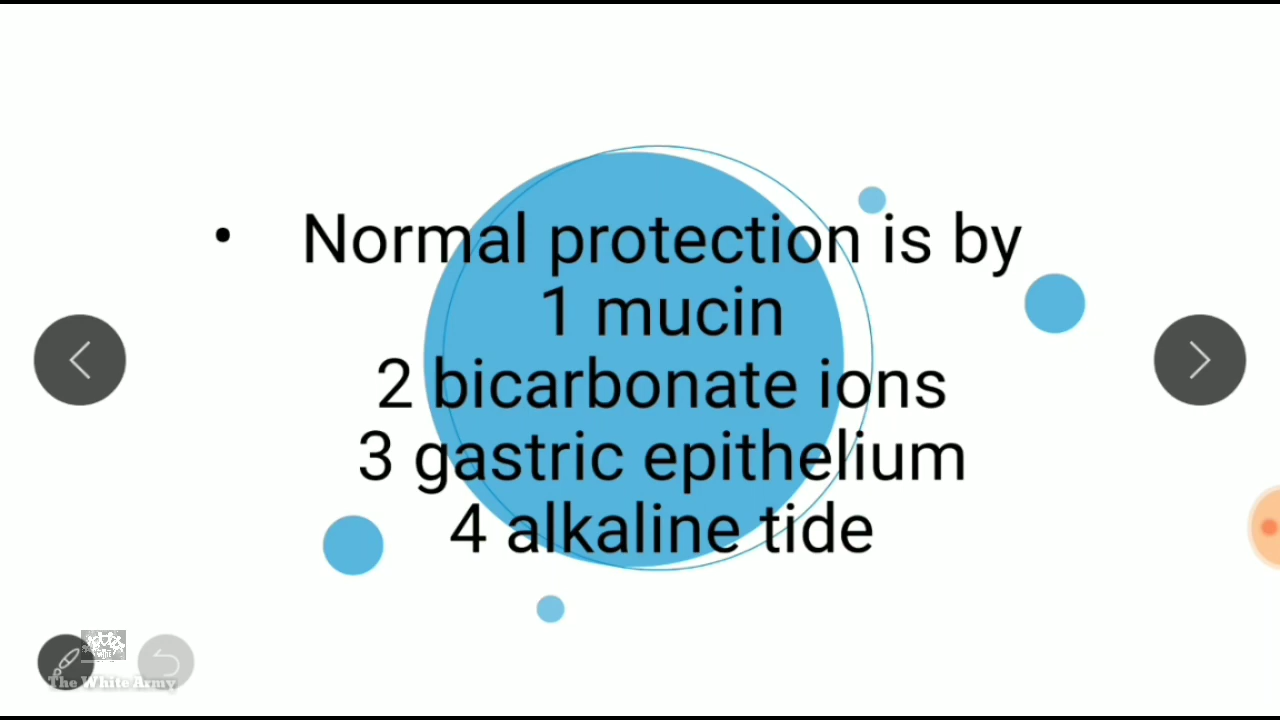 • Normal protection is by
1 mucin
2 bicarbonate ions
3 gastric epithelium
4 alkaline tide
The White Army